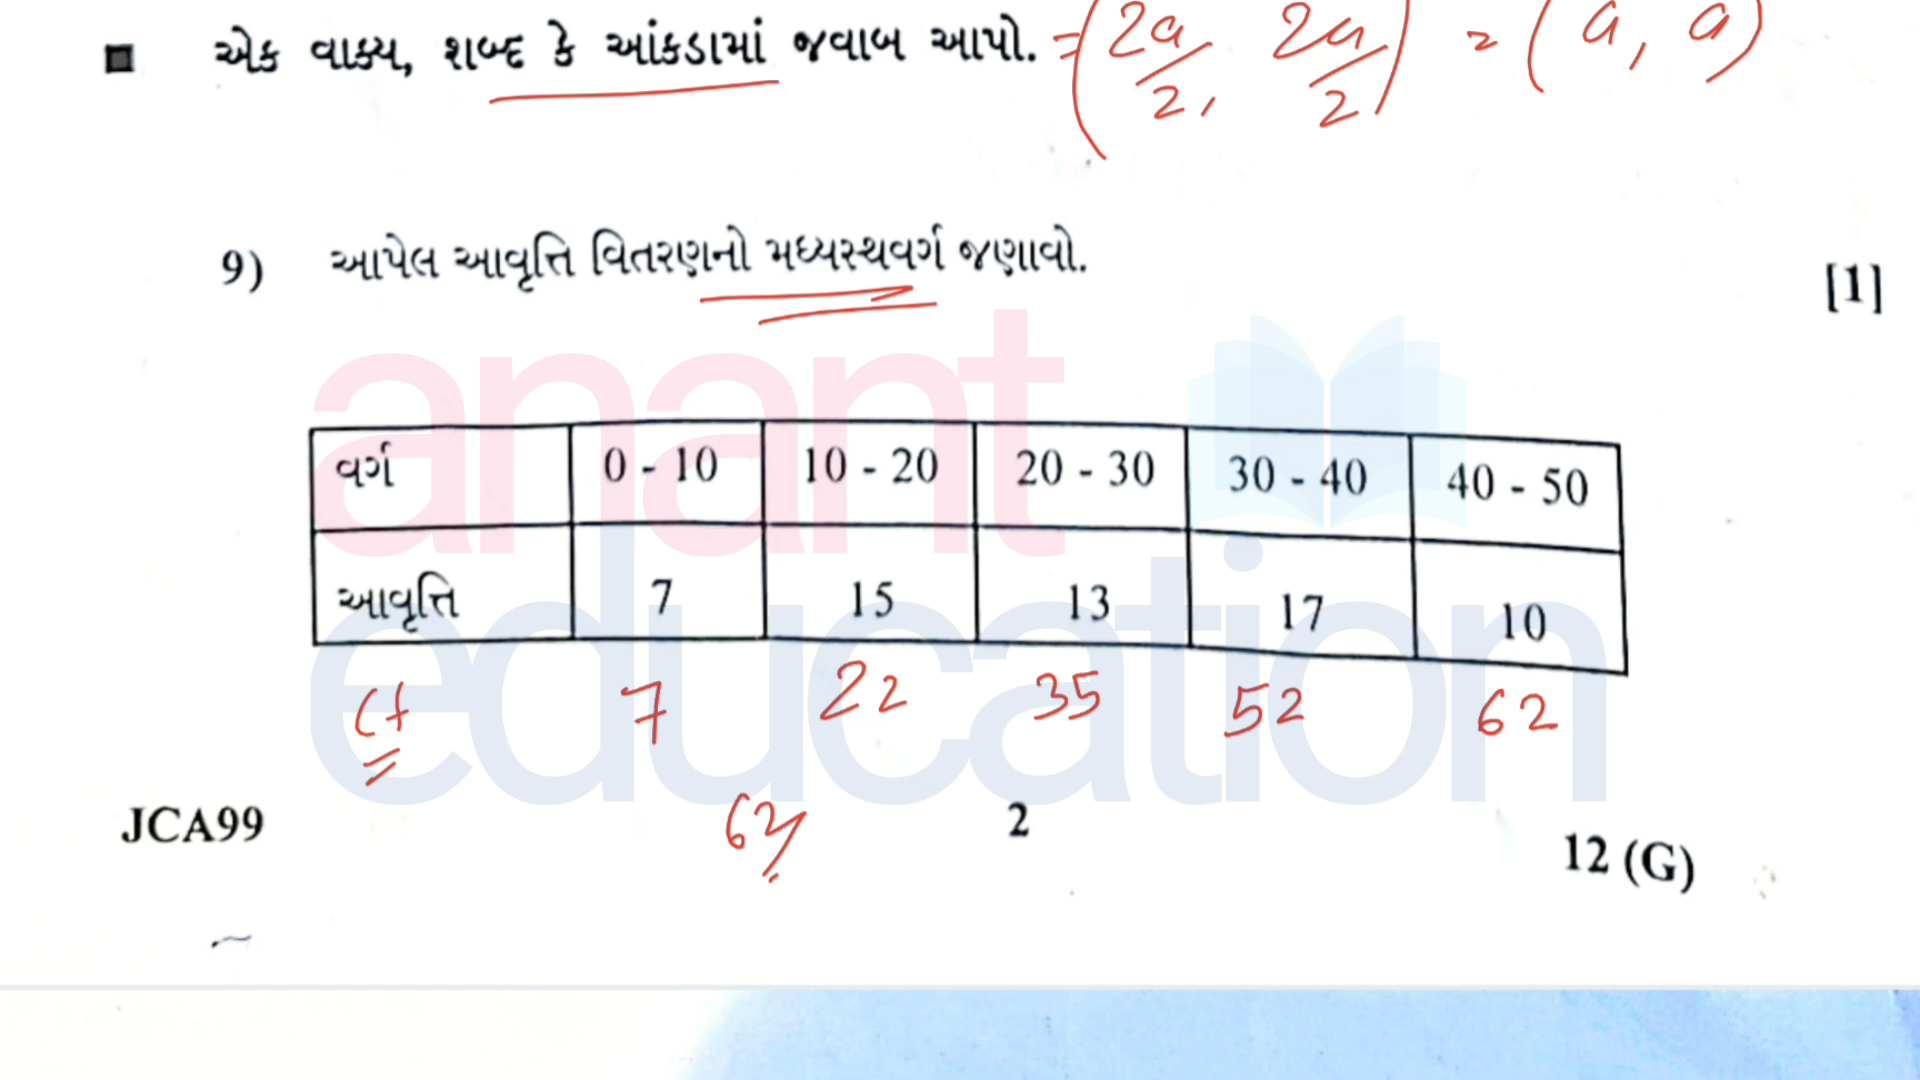 ■ એક વાક્ય, શબ્દ કે આંકડામાં જવાબ આપો. = (2a/2, 2a/2) = (a, a)
9) આપેલ આવૃત્તિ વિતરણનો મધ્યસ્થવર્ગ જણાવો. [1]
anant
education
વર્ગ 0 - 10 10 - 20 20 - 30 30 - 40 40 - 50
આવૃત્તિ 7 15 13 17 10
cf 7 22 35 52 62
62/
JCA99 2 12 (G)